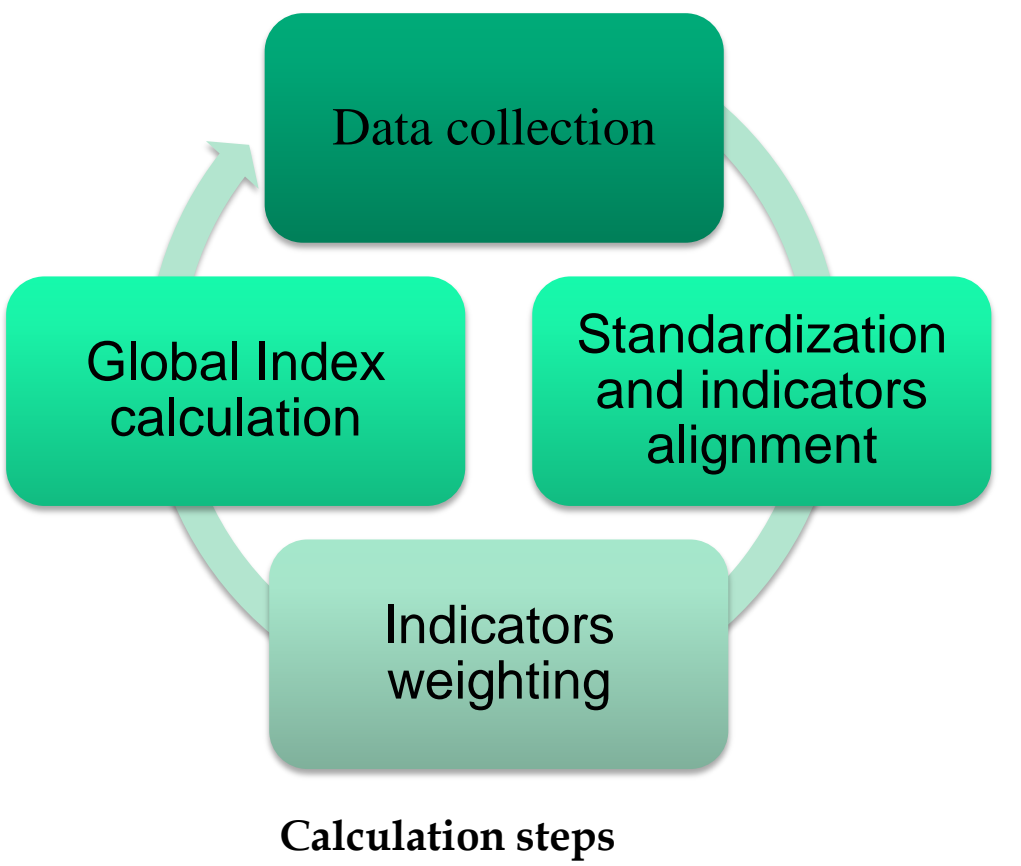 Data collection
Standardization
and indicators
alignment
Indicators
weighting
Global Index
calculation
Calculation steps